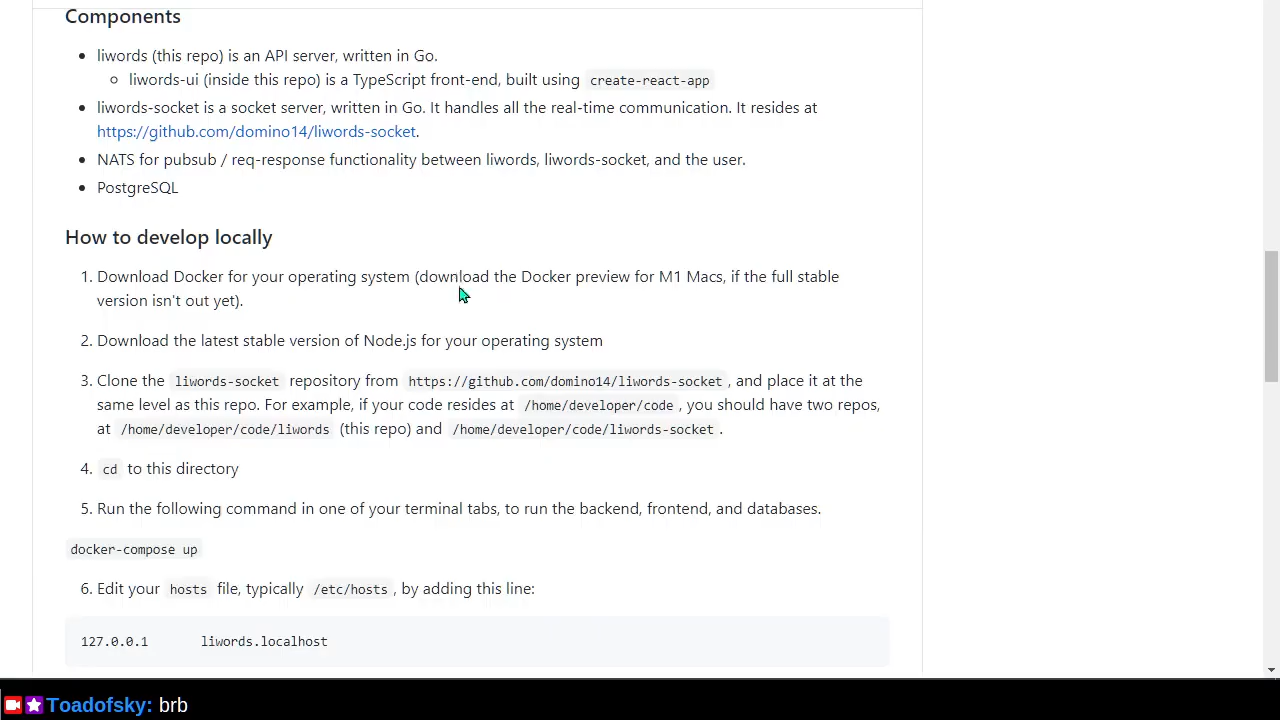 Components
liwords (this repo) is an API server, written in Go.
liwords-ui (inside this repo) is a TypeScript front-end, built using create-react-app
liwords-socket is a socket server, written in Go. It handles all the real-time communication. It resides at
https://github.com/domino14/liwords-socket.
NATS for pubsub / req-response functionality between liwords, liwords-socket, and the user.
PostgreSQL
How to develop locally
1. Download Docker for your operating system (download the Docker preview for M1 Macs, if the full stable
version isn't out yet).
2. Download the latest stable version of Node.js for your operating system
3. Clone the liwords-socket repository from https://github.com/domino14/liwords-socket , and place it at the
same level as this repo. For example, if your code resides at /home/developer/code , you should have two repos,
at /home/developer/code/liwords (this repo) and /home/developer/code/liwords-socket .
4. cd to this directory
5. Run the following command in one of your terminal tabs, to run the backend, frontend, and databases.
docker-compose up
6. Edit your hosts file, typically /etc/hosts , by adding this line:
127.0.0.1 liwords.localhost
Toadofsky: brb